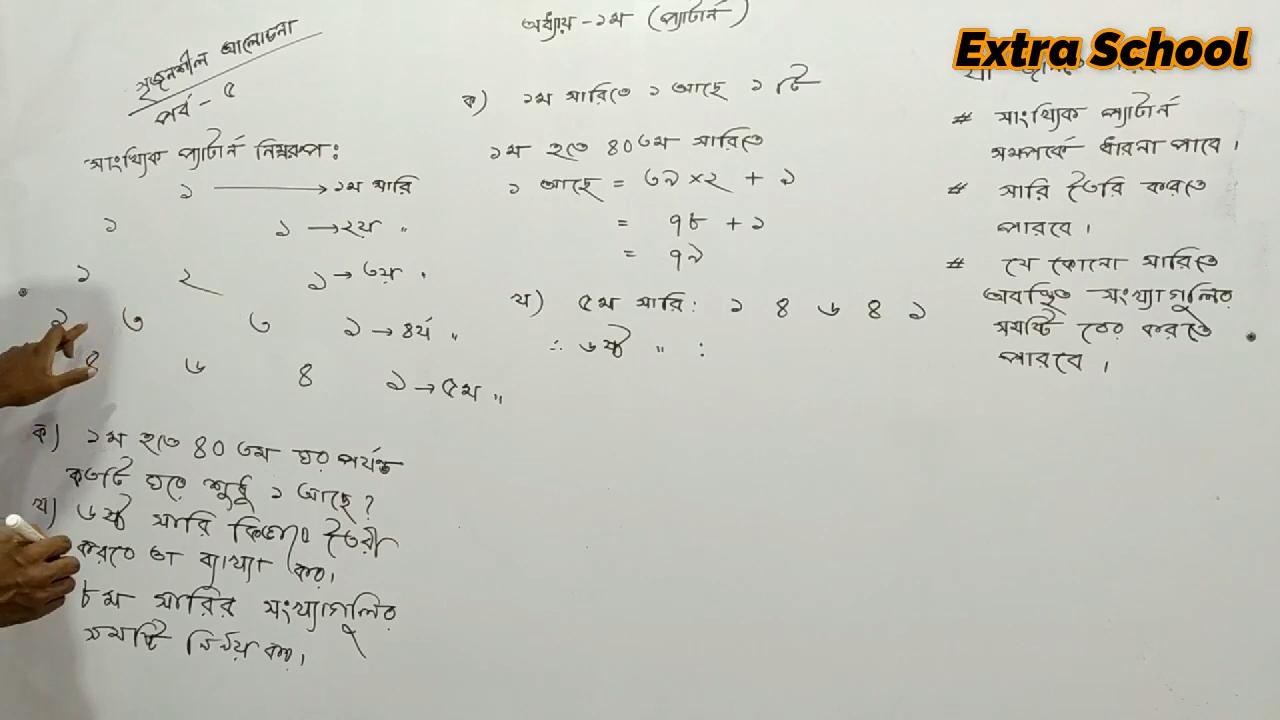 অধ্যায় - ১ম (প্যাটার্ন)
Extra School
সৃজনশীল আলোচনা
পর্ব - ৫
সাংখ্যিক প্যাটার্ন নিম্নরূপ:
১ → ১ম সারি
১ ১ → ২য় "
১ ২ ১ → ৩য় "
১ ৩ ৩ ১ → ৪র্থ "
৪ ৬ ৪ ১ → ৫ম "
ক) ১ম হতে ৪০ তম ঘর পর্যন্ত
কতটি ঘরে শুধু ১ আছে?
খ) ৬ষ্ঠ সারি কিভাবে তৈরী
করবে তা ব্যাখ্যা কর।
৮ম সারির সংখ্যাগুলির
সমষ্টি নির্ণয় কর।
ক) ১ম সারিতে ১ আছে ১ টি
১ম হতে ৪০তম সারিতে
১ আছে = ৩৯ × ২ + ১
= ৭৮ + ১
= ৭৯
খ) ৫ম সারি: ১ ৪ ৬ ৪ ১
∴ ৬ষ্ঠ " :
# সাংখ্যিক প্যাটার্ন
সম্পর্কে ধারনা পাবে।
# সারি তৈরি করতে
পারবে।
# যে কোনো সারিতে
অবস্থিত সংখ্যাগুলির
সমষ্টি বের করতে
পারবে।